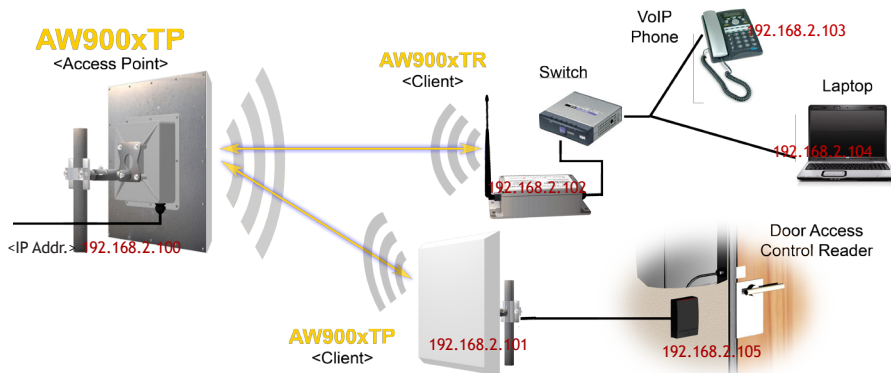 AW900xTP
<Access Point>
<IP Addr.> 192.168.2.100
AW900xTR
<Client>
192.168.2.102
Switch
VoIP
Phone
192.168.2.103
Laptop
192.168.2.104
AW900xTP
<Client>
192.168.2.101
Door Access
Control Reader
192.168.2.105